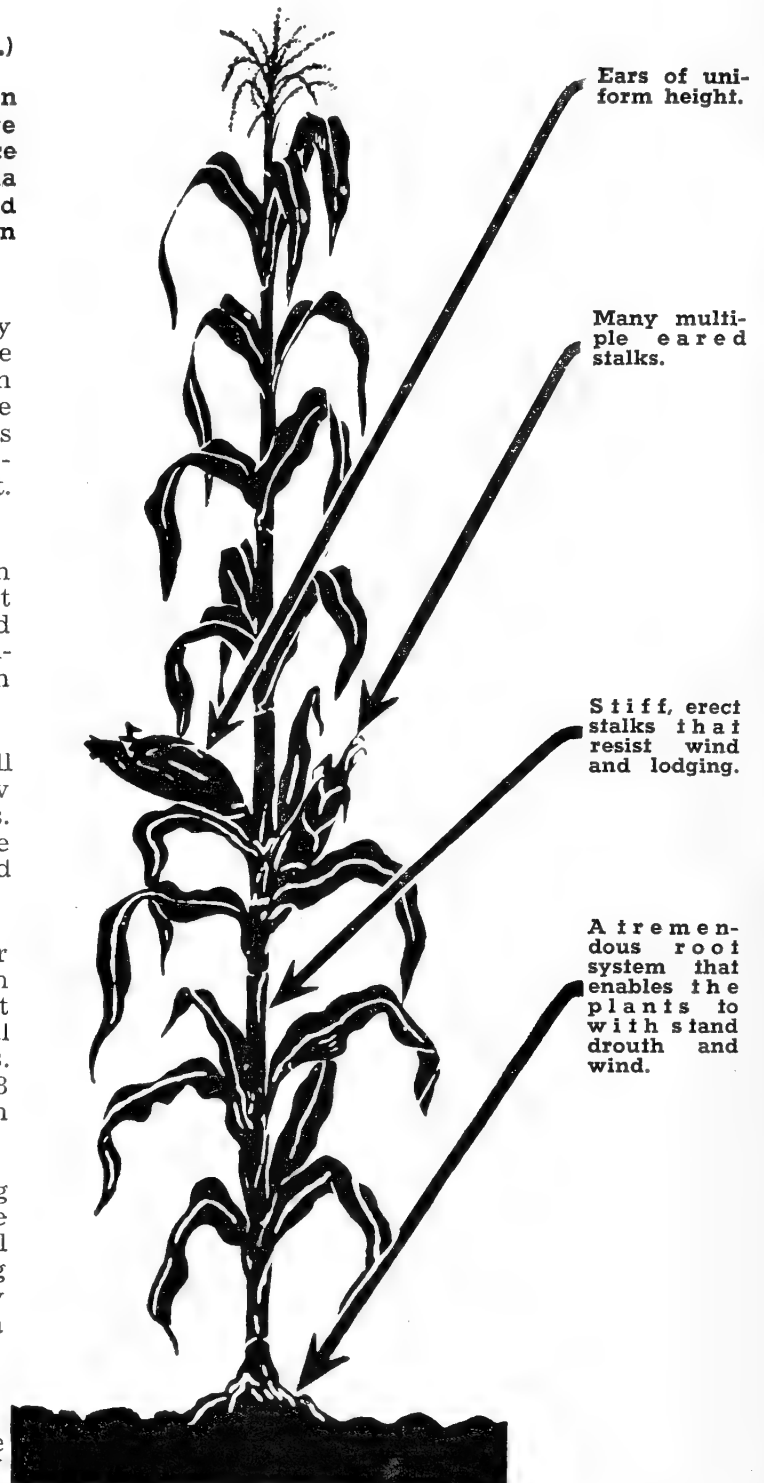 Ears of uni-
form height.
Many multi-
ple eared
stalks.
Stiff, erect
stalks that
resist wind
and lodging.
A tremen-
dous root
system that
enables the
plants to
withstand
drouth and
wind.